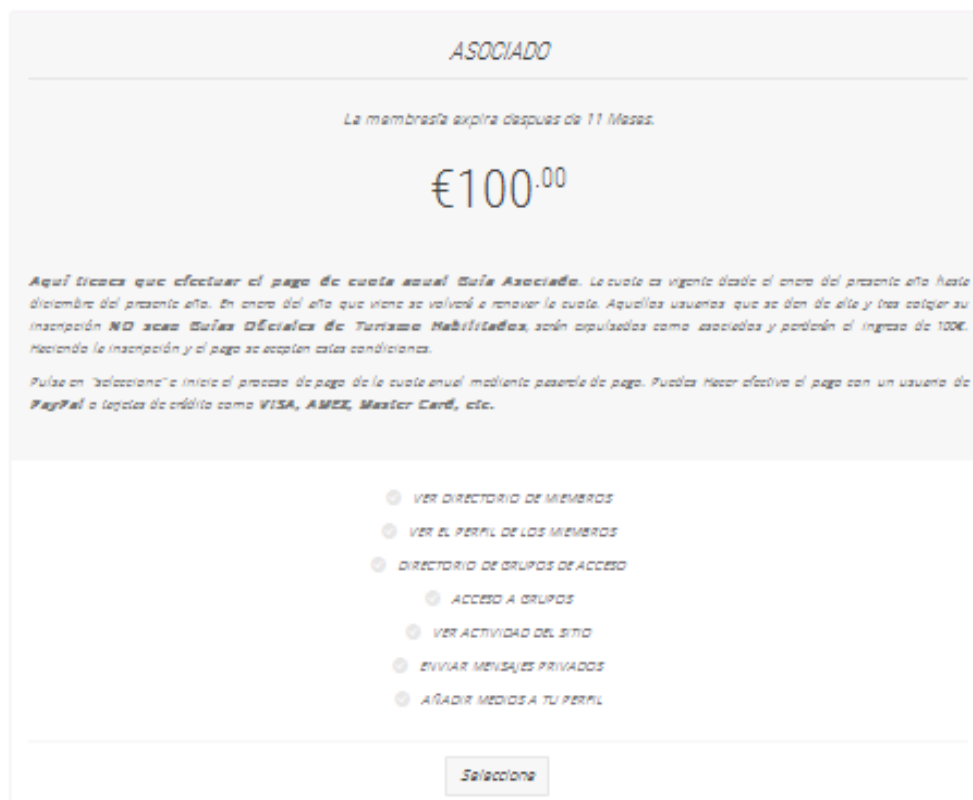 ASOCIADO
La membresía expira despues de 11 Meses.
€100.00
Aquí tienes que efectuar el pago de cuota anual Guía Asociado. La cuota es vigente desde el enero del presente año hasta
diciembre del presente año. En enero del año que viene se volverá a renovar la cuota. Aquellos usuarios que se den de alta y tras cotejar su
inscripción NO sean Guías Oficiales de Turismo Habilitados, serán expulsados como asociados y perderán el ingreso de 100€.
Haciendo la inscripción y el pago se aceptan estas condiciones.
Pulse en "seleccione" e inicie el proceso de pago de la cuota anual mediante pasarela de pago. Puedes Hacer efectivo el pago con un usuario de
PayPal o tarjetas de crédito como VISA, AMEX, Master Card, etc.
VER DIRECTORIO DE MIEMBROS
VER EL PERFIL DE LOS MIEMBROS
DIRECTORIO DE GRUPOS DE ACCESO
ACCESO A GRUPOS
VER ACTIVIDAD DEL SITIO
ENVIAR MENSAJES PRIVADOS
AÑADIR MEDIOS A TU PERFIL
Seleccione